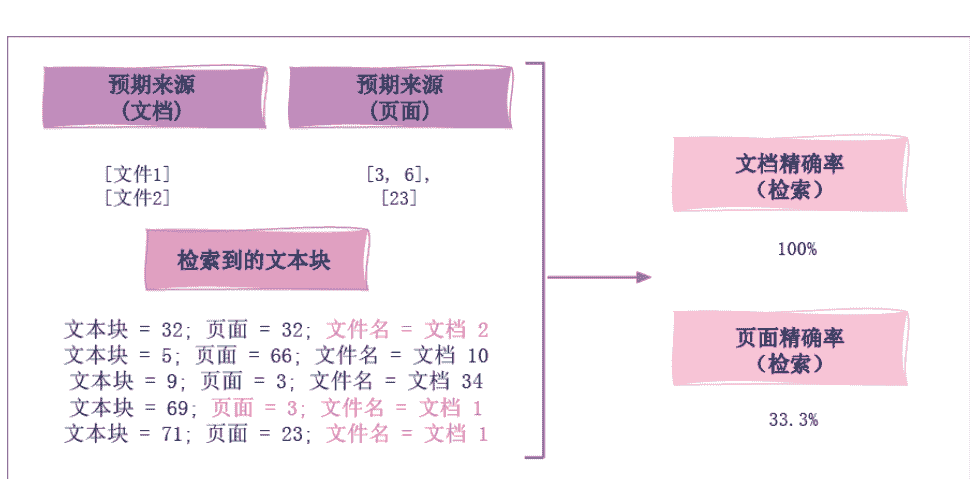 预期来源
(文档)
预期来源
(页面)
[文件1]
[文件2]
[3, 6],
[23]
检索到的文本块
文本块 = 32; 页面 = 32; 文件名 = 文档 2
文本块 = 5; 页面 = 66; 文件名 = 文档 10
文本块 = 9; 页面 = 3; 文件名 = 文档 34
文本块 = 69; 页面 = 3; 文件名 = 文档 1
文本块 = 71; 页面 = 23; 文件名 = 文档 1
文档精确率
（检索）
100%
页面精确率
（检索）
33.3%